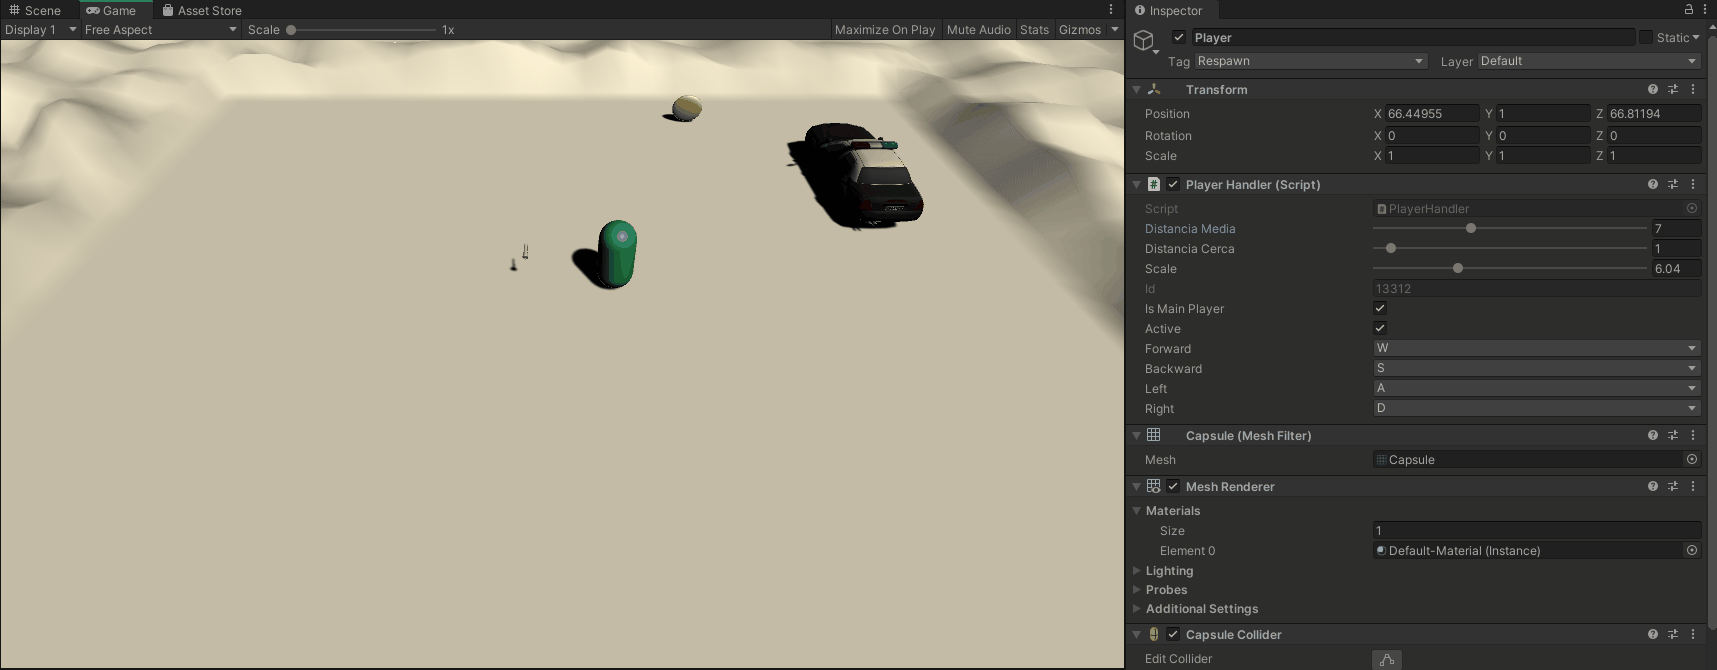 Scene Game Asset Store
Display 1 Free Aspect Scale 1x Maximize On Play Mute Audio Stats Gizmos
Inspector
Player Static
Tag Respawn Layer Default
Transform
Position X 66.44955 Y 1 Z 66.81194
Rotation X 0 Y 0 Z 0
Scale X 1 Y 1 Z 1
# Player Handler (Script)
Script PlayerHandler
Distancia Media 7
Distancia Cerca 1
Scale 6.04
Id 13312
Is Main Player
Active
Forward W
Backward S
Left A
Right D
Capsule (Mesh Filter)
Mesh Capsule
Mesh Renderer
Materials
Size 1
Element 0 Default-Material (Instance)
Lighting
Probes
Additional Settings
Capsule Collider
Edit Collider